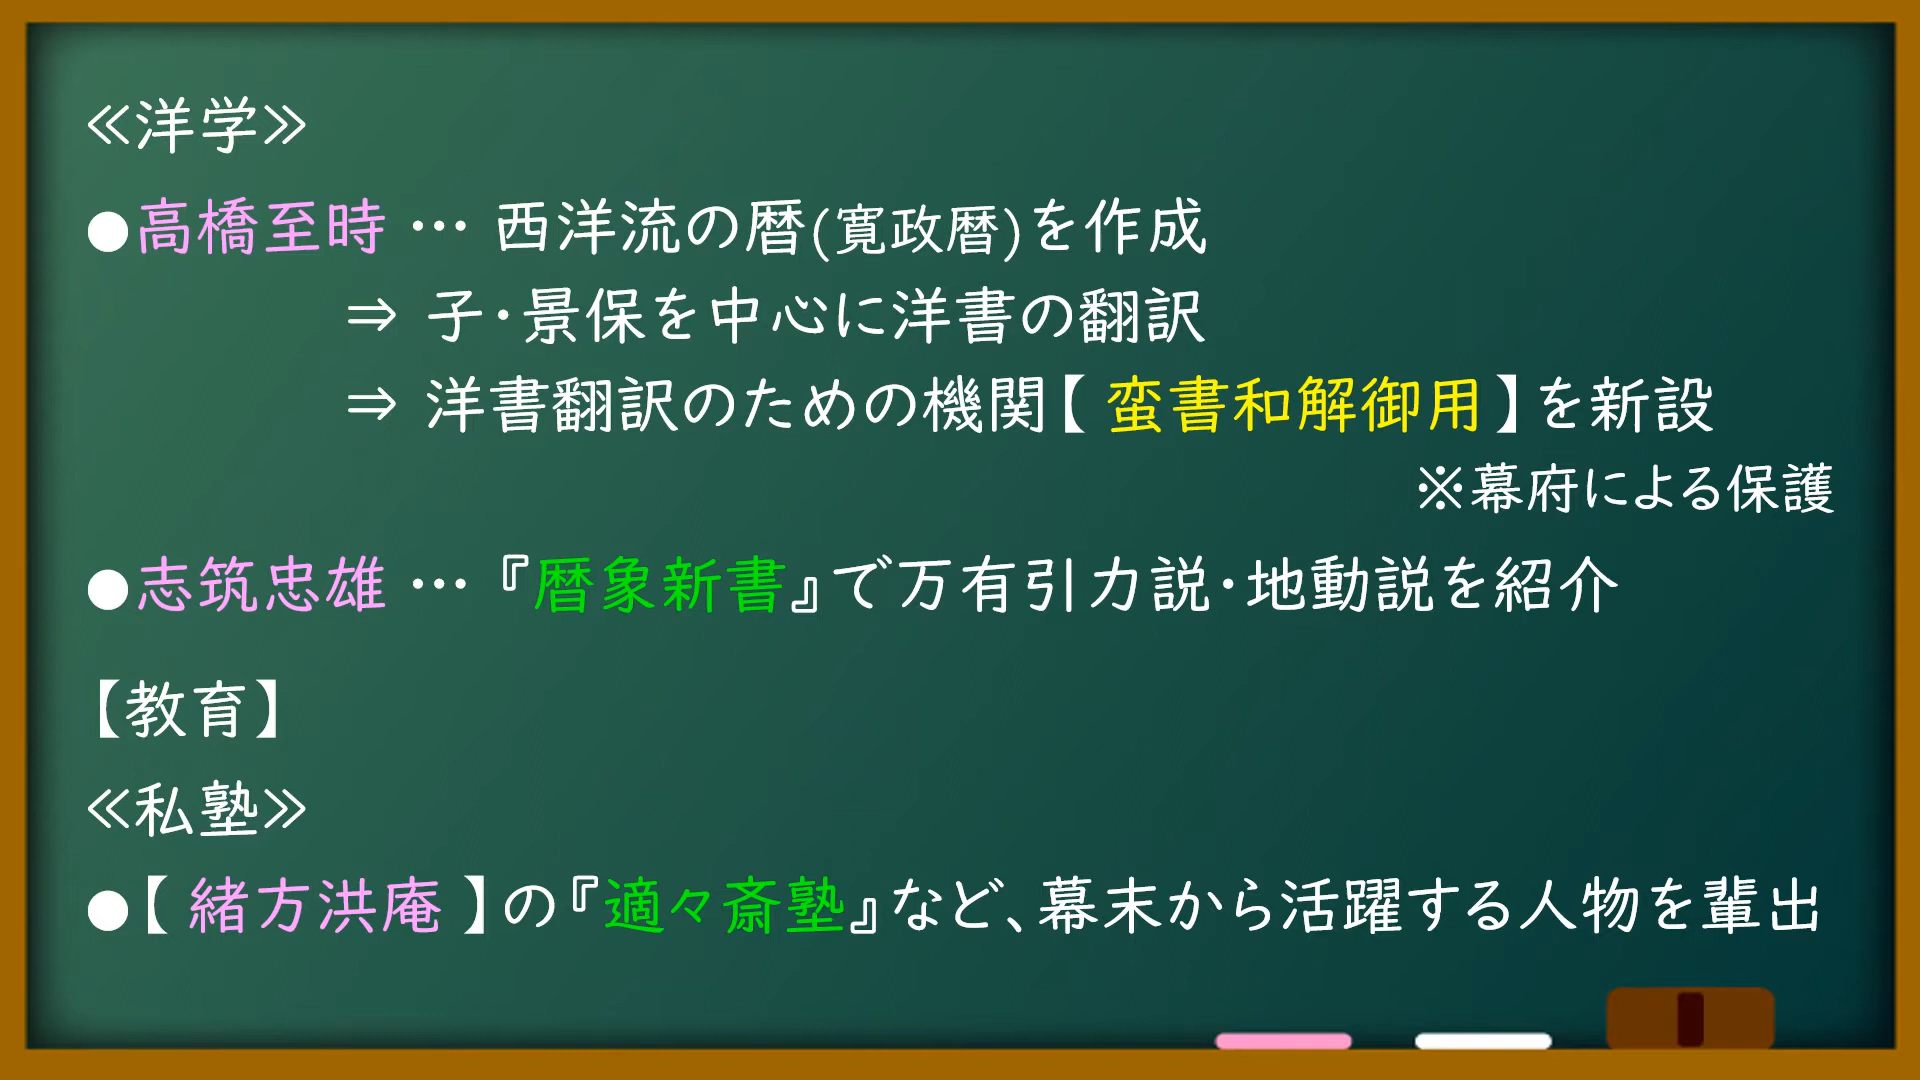 ≪洋学≫
●高橋至時 … 西洋流の暦(寛政暦)を作成
⇒ 子・景保を中心に洋書の翻訳
⇒ 洋書翻訳のための機関【 蛮書和解御用 】を新設
※幕府による保護
●志筑忠雄 … 『暦象新書』で万有引力説・地動説を紹介
【教育】
≪私塾≫
●【 緒方洪庵 】の『適々斎塾』など、幕末から活躍する人物を輩出